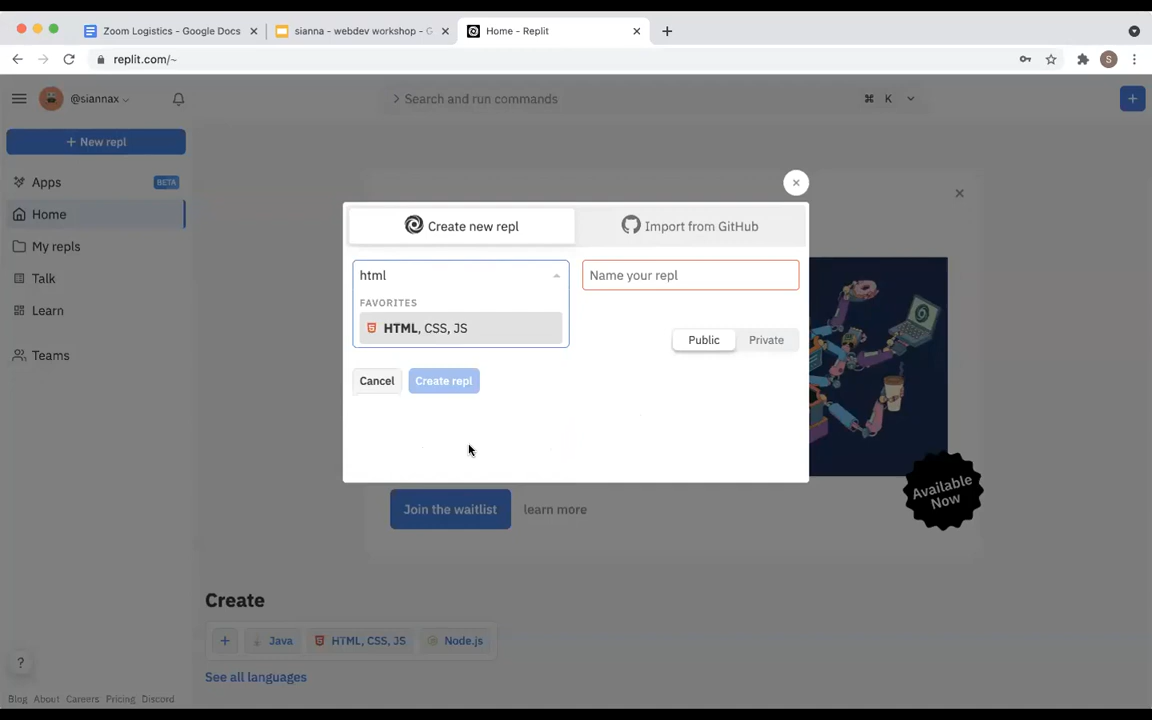 Zoom Logistics - Google Docs
sianna - webdev workshop - G
Home - Replit
replit.com/~
S
@siannax
Search and run commands
⌘ K
+ New repl
Apps
BETA
Home
My repls
Talk
Learn
Teams
Create new repl
Import from GitHub
html
Name your repl
FAVORITES
HTML, CSS, JS
Public
Private
Cancel
Create repl
Join the waitlist
learn more
Available
Now
Create
+
Java
HTML, CSS, JS
Node.js
See all languages
?
Blog About Careers Pricing Discord